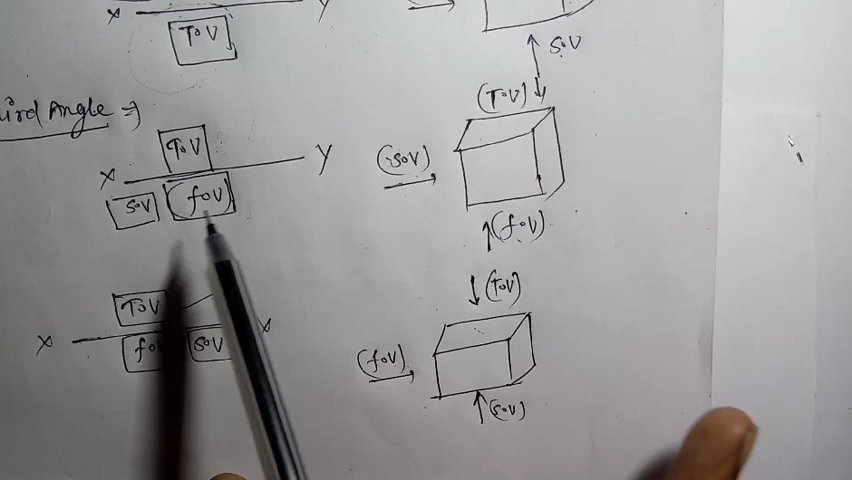 X Y
T.V
S.V
ird Angle =)
T.V
X Y
S.V (f.V)
(T.V)
(S.V)
(f.V)
T.V
X
S.V
(T.V)
(f.V)
(S.V)